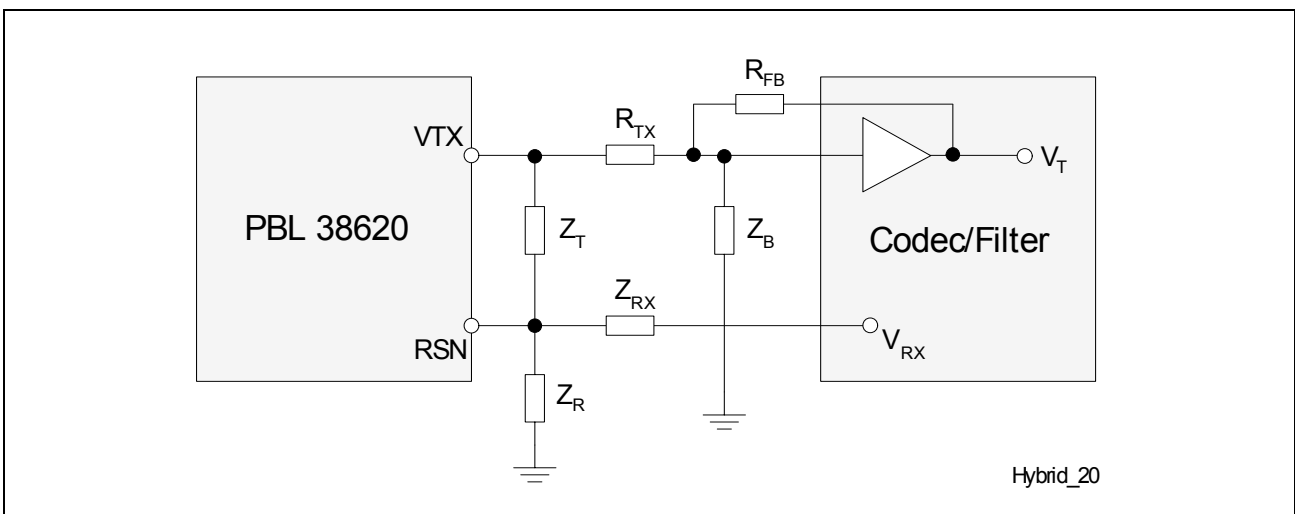 R_FB
R_TX
VTX
V_T
PBL 38620
Z_T
Z_B
Codec/Filter
Z_RX
RSN
V_RX
Z_R
Hybrid_20